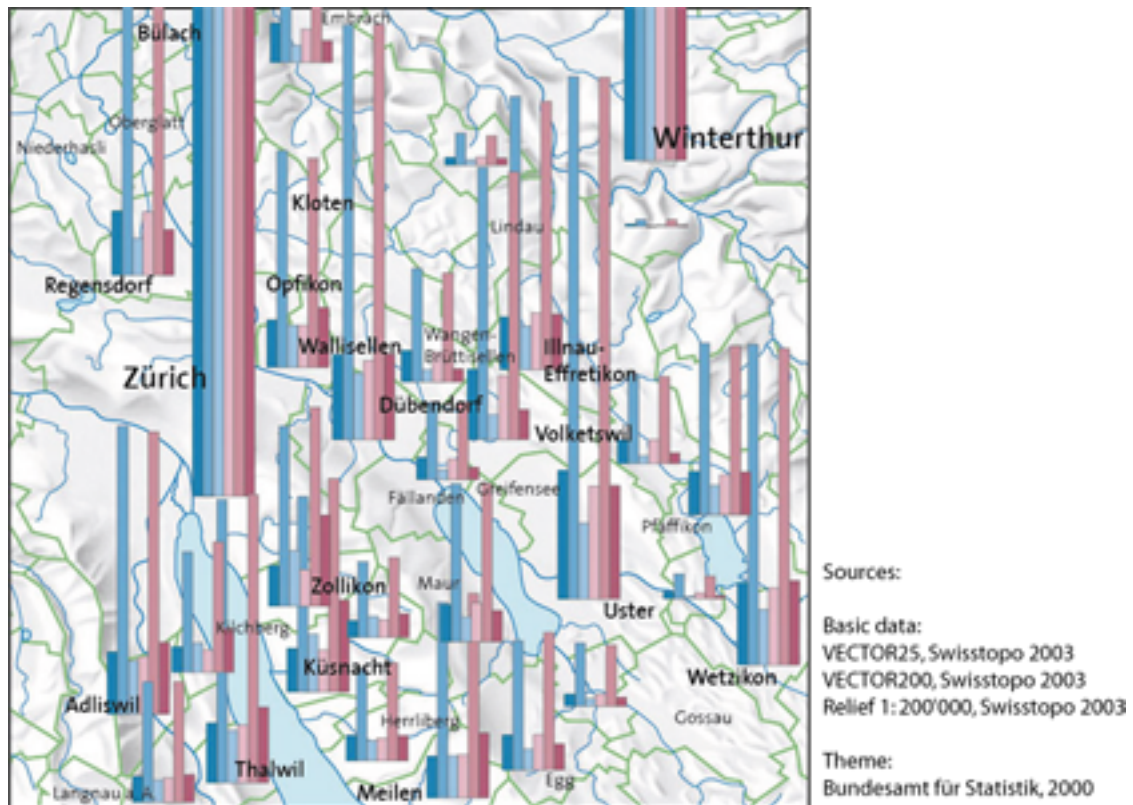 Bülach
Embrach
Oberglatt
Niederhasli
Winterthur
Kloten
Lindau
Regensdorf
Opfikon
Wallisellen
Wangen-
Brüttisellen
Illnau-
Effretikon
Zürich
Dübendorf
Volketswil
Fällanden
Greifensee
Pfäffikon
Zollikon
Maur
Uster
Kilchberg
Küsnacht
Wetzikon
Adliswil
Herrliberg
Gossau
Thalwil
Egg
Langnau a. A.
Meilen
Sources:
Basic data:
VECTOR25, Swisstopo 2003
VECTOR200, Swisstopo 2003
Relief 1: 200'000, Swisstopo 2003
Theme:
Bundesamt für Statistik, 2000